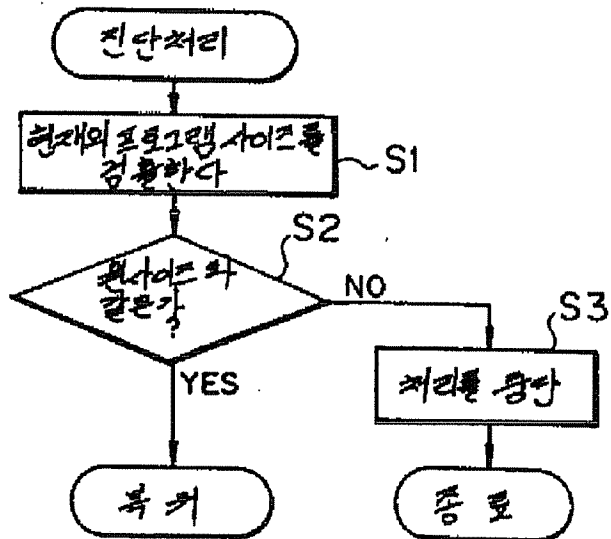 진단처리
현재의 프로그램 사이즈를
검출하다
S1
S2
원사이즈와
같은가
?
NO
S3
YES
처리를 중단
복귀
종료